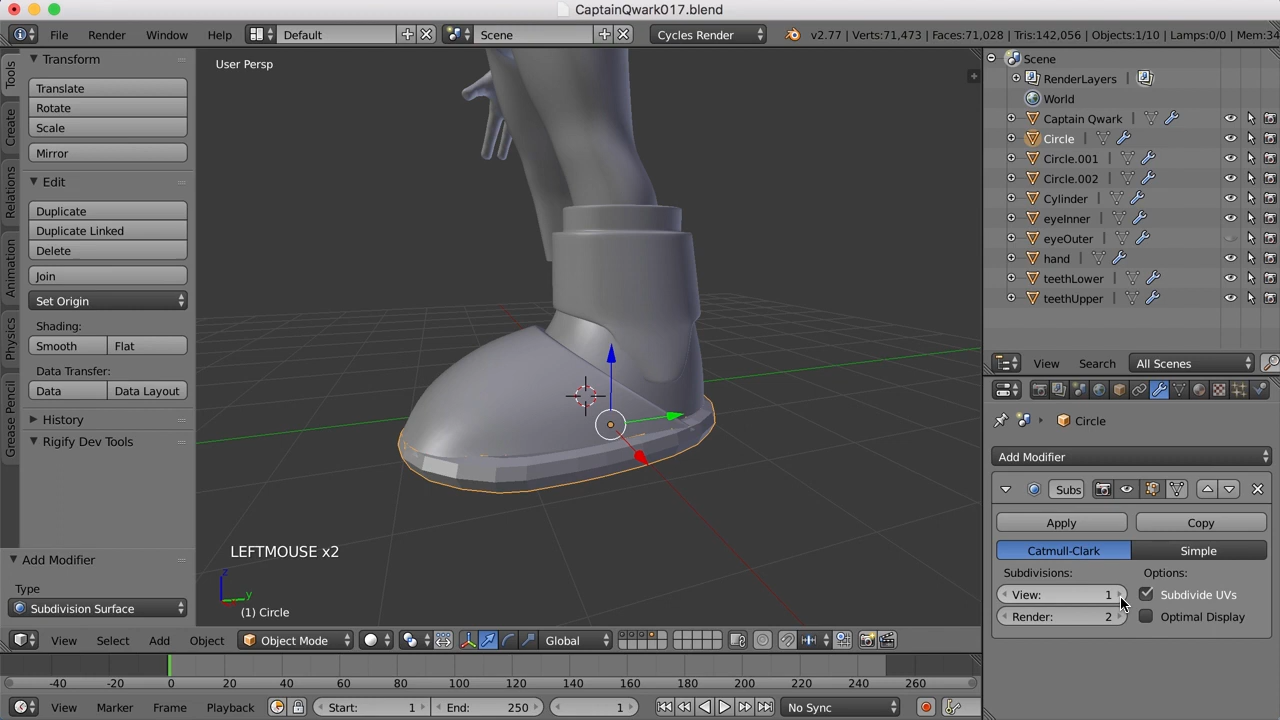 CaptainQwark017.blend
File Render Window Help Default Scene Cycles Render v2.77 | Verts:71,473 | Faces:71,028 | Tris:142,056 | Objects:1/10 | Lamps:0/0 | Mem:34
Tools
Create
Relations
Animation
Physics
Grease Pencil
Transform
Translate
Rotate
Scale
Mirror
Edit
Duplicate
Duplicate Linked
Delete
Join
Set Origin
Shading:
Smooth Flat
Data Transfer:
Data Data Layout
History
Rigify Dev Tools
Add Modifier
Type
Subdivision Surface
User Persp
LEFTMOUSE x2
z
y
(1) Circle
View Select Add Object Object Mode Global
-40 -20 0 20 40 60 80 100 120 140 160 180 200 220 240 260
View Marker Frame Playback Start: 1 End: 250 1 No Sync
Scene
RenderLayers
World
Captain Qwark
Circle
Circle.001
Circle.002
Cylinder
eyeInner
eyeOuter
hand
teethLower
teethUpper
View Search All Scenes
Circle
Add Modifier
Subs
Apply Copy
Catmull-Clark Simple
Subdivisions: Options:
View: 1 Subdivide UVs
Render: 2 Optimal Display